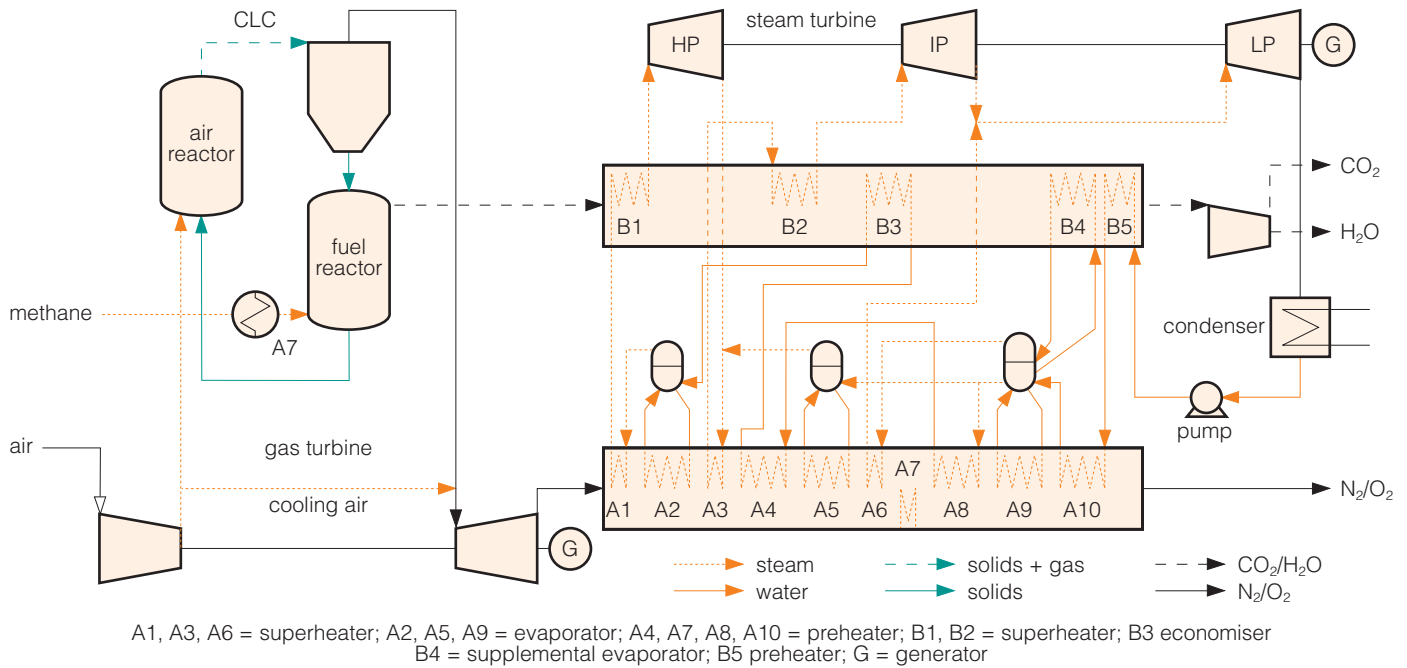 CLC
steam turbine
HP
IP
LP
G
air
reactor
fuel
reactor
methane
A7
B1
B2
B3
B4
B5
CO₂
H₂O
condenser
pump
air
gas turbine
cooling air
G
A7
A1
A2
A3
A4
A5
A6
A8
A9
A10
N₂/O₂
steam
water
solids + gas
solids
CO₂/H₂O
N₂/O₂
A1, A3, A6 = superheater; A2, A5, A9 = evaporator; A4, A7, A8, A10 = preheater; B1, B2 = superheater; B3 economiser
B4 = supplemental evaporator; B5 preheater; G = generator